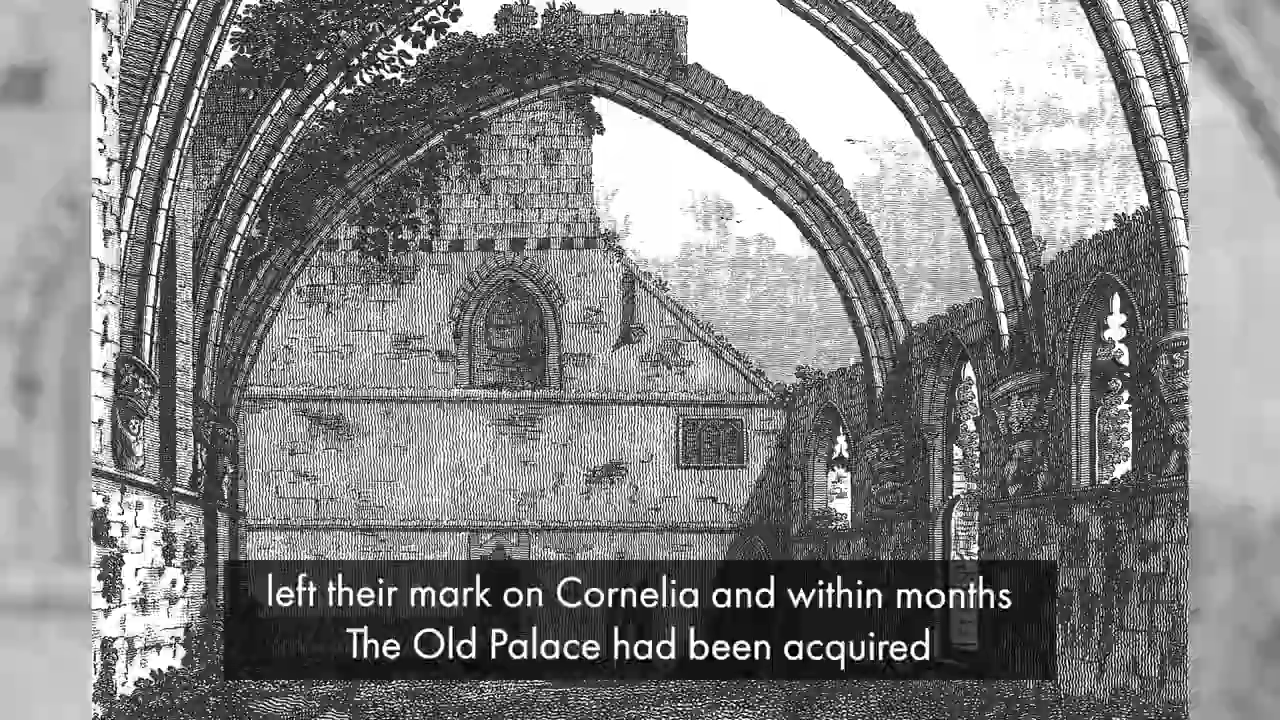 left their mark on Cornelia and within months
The Old Palace had been acquired